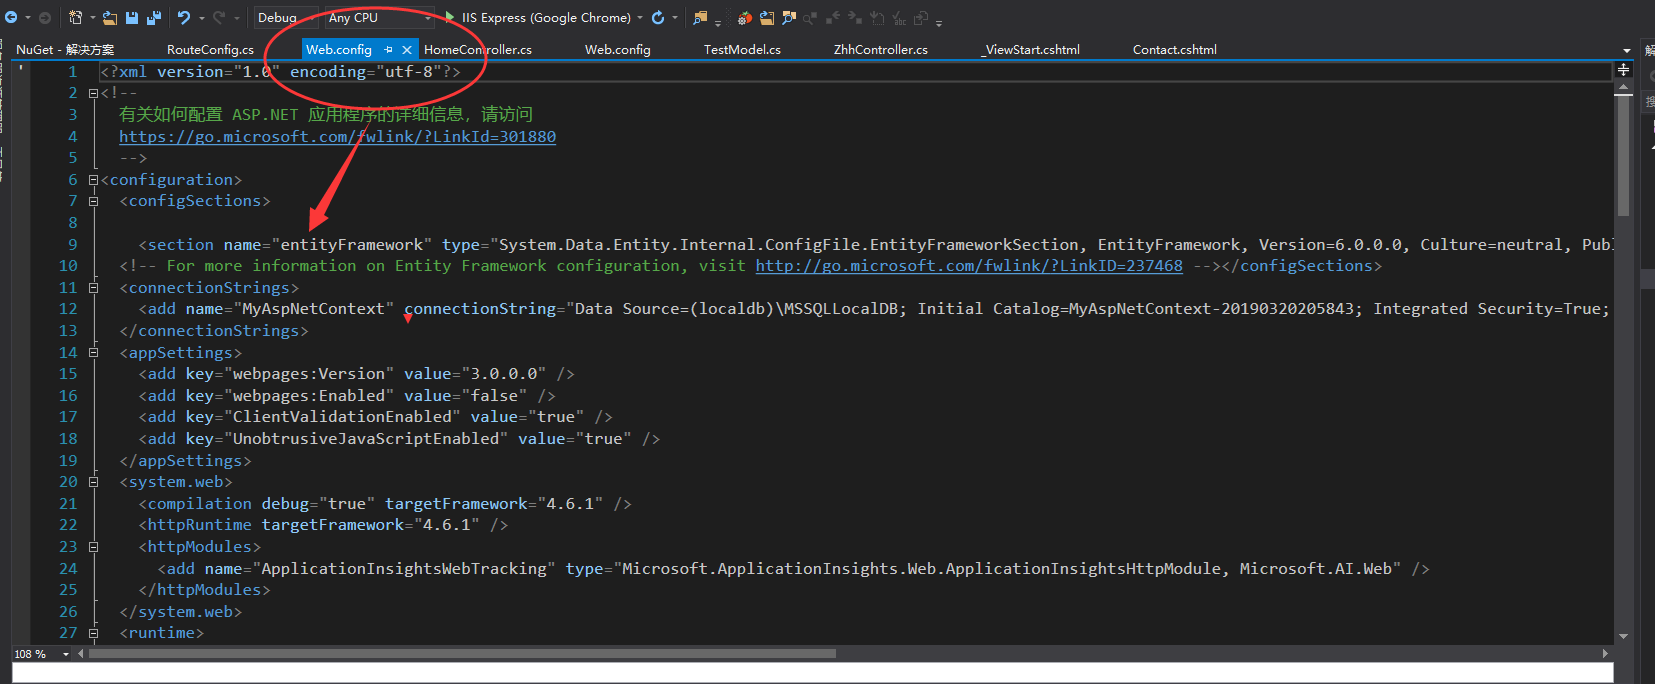 Debug Any CPU IIS Express (Google Chrome)
NuGet - 解决方案 RouteConfig.cs Web.config HomeController.cs Web.config TestModel.cs ZhhController.cs _ViewStart.cshtml Contact.cshtml
1 <?xml version="1.0" encoding="utf-8"?>
2 <!--
3 有关如何配置 ASP.NET 应用程序的详细信息，请访问
4 https://go.microsoft.com/fwlink/?LinkId=301880
5 -->
6 <configuration>
7 <configSections>
8
9 <section name="entityFramework" type="System.Data.Entity.Internal.ConfigFile.EntityFrameworkSection, EntityFramework, Version=6.0.0.0, Culture=neutral, Publ
10 <!-- For more information on Entity Framework configuration, visit http://go.microsoft.com/fwlink/?LinkID=237468 --></configSections>
11 <connectionStrings>
12 <add name="MyAspNetContext" connectionString="Data Source=(localdb)\MSSQLLocalDB; Initial Catalog=MyAspNetContext-20190320205843; Integrated Security=True;
13 </connectionStrings>
14 <appSettings>
15 <add key="webpages:Version" value="3.0.0.0" />
16 <add key="webpages:Enabled" value="false" />
17 <add key="ClientValidationEnabled" value="true" />
18 <add key="UnobtrusiveJavaScriptEnabled" value="true" />
19 </appSettings>
20 <system.web>
21 <compilation debug="true" targetFramework="4.6.1" />
22 <httpRuntime targetFramework="4.6.1" />
23 <httpModules>
24 <add name="ApplicationInsightsWebTracking" type="Microsoft.ApplicationInsights.Web.ApplicationInsightsHttpModule, Microsoft.AI.Web" />
25 </httpModules>
26 </system.web>
27 <runtime>
108 %